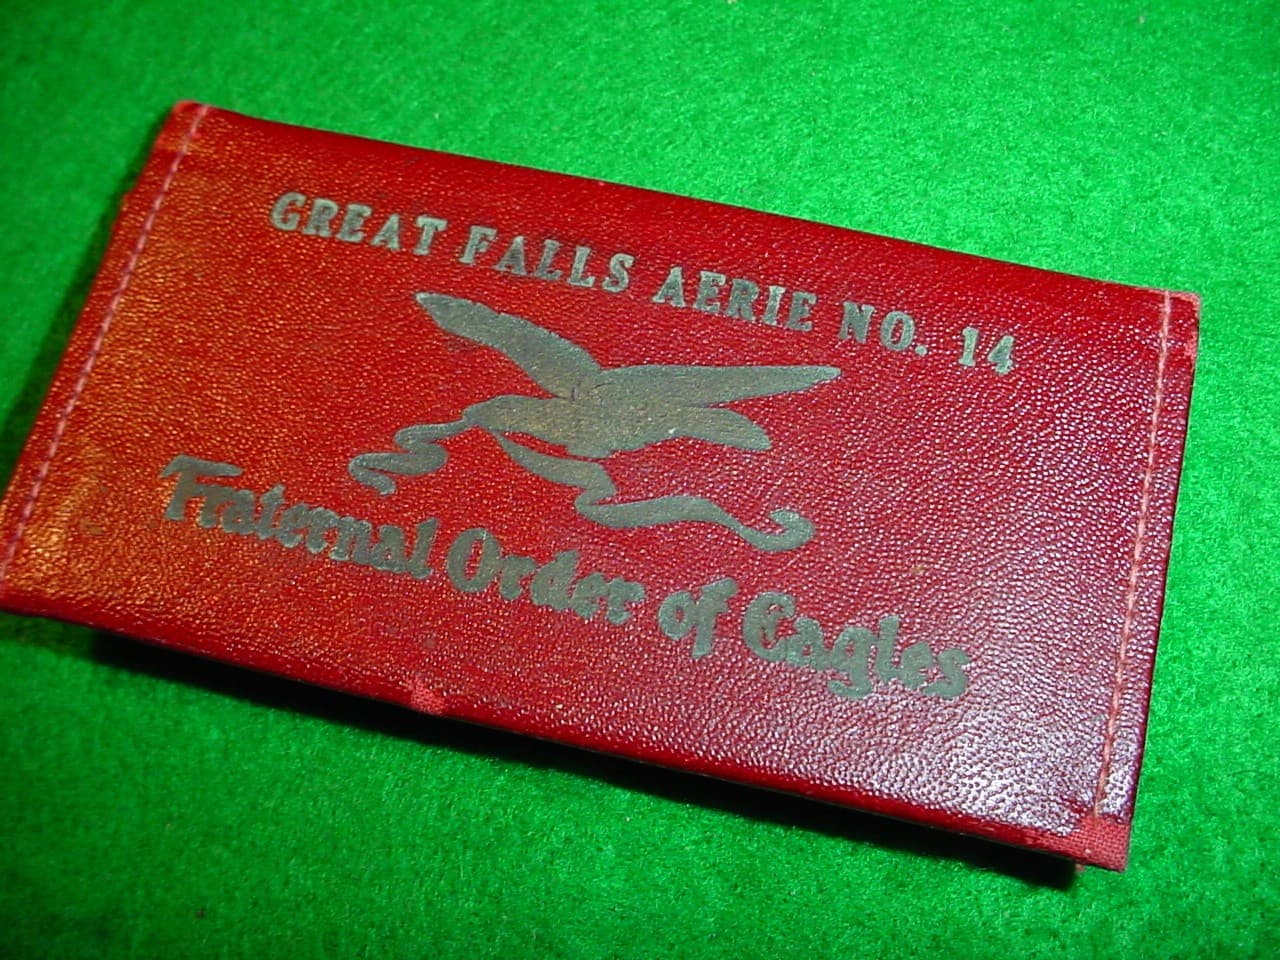 GREAT FALLS AERIE NO. 14
Fraternal Order of Eagles